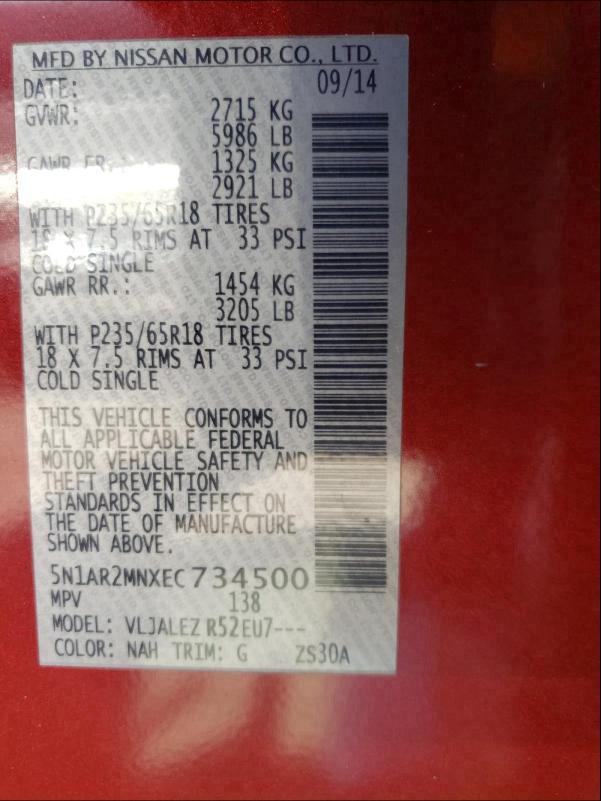 MFD BY NISSAN MOTOR CO., LTD.
DATE: 09/14
GVWR: 2715 KG
5986 LB
GAWR FR.: 1325 KG
2921 LB
WITH P235/65R18 TIRES
18 X 7.5 RIMS AT 33 PSI
COLD SINGLE
GAWR RR.: 1454 KG
3205 LB
WITH P235/65R18 TIRES
18 X 7.5 RIMS AT 33 PSI
COLD SINGLE
THIS VEHICLE CONFORMS TO
ALL APPLICABLE FEDERAL
MOTOR VEHICLE SAFETY AND
THEFT PREVENTION
STANDARDS IN EFFECT ON
THE DATE OF MANUFACTURE
SHOWN ABOVE.
5N1AR2MNXEC734500
MPV 138
MODEL: VLJALEZ R52EU7---
COLOR: NAH TRIM: G ZS30A